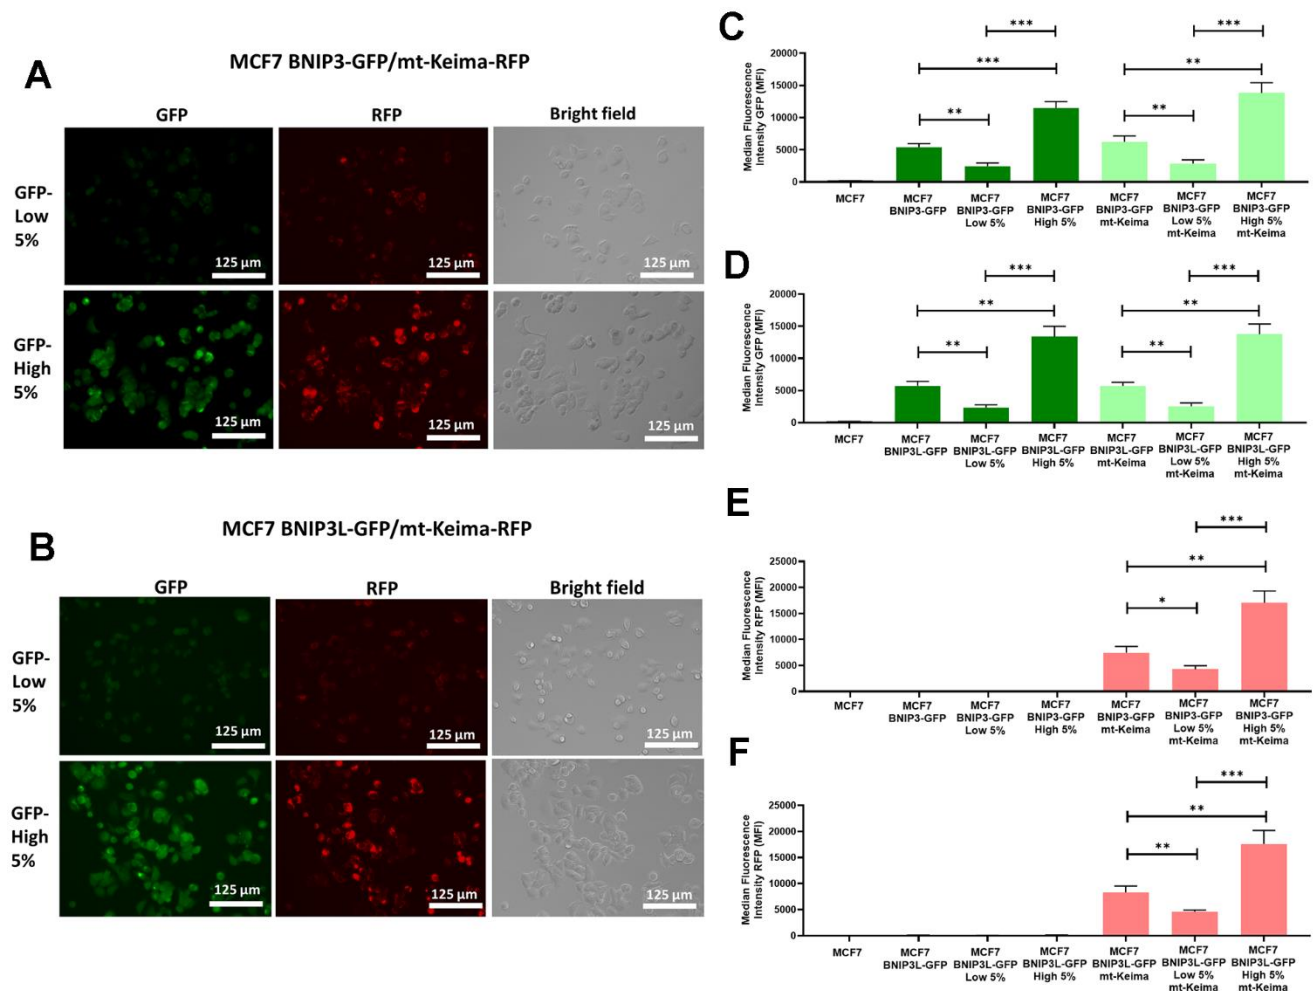 A
MCF7 BNIP3-GFP/mt-Keima-RFP
GFP
RFP
Bright field
GFP-
Low
5%
125 µm
125 µm
125 µm
GFP-
High
5%
125 µm
125 µm
125 µm
B
MCF7 BNIP3L-GFP/mt-Keima-RFP
GFP
RFP
Bright field
GFP-
Low
5%
125 µm
125 µm
125 µm
GFP-
High
5%
125 µm
125 µm
125 µm
C
Median Fluorescence
Intensity GFP (MFI)
20000
15000
10000
5000
0
***
***
***
**
**
**
MCF7
MCF7
BNIP3-GFP
MCF7
BNIP3-GFP
Low 5%
MCF7
BNIP3-GFP
High 5%
MCF7
BNIP3-GFP
mt-Keima
MCF7
BNIP3-GFP
Low 5%
mt-Keima
MCF7
BNIP3-GFP
High 5%
mt-Keima
D
Median Fluorescence
Intensity GFP (MFI)
20000
15000
10000
5000
0
***
***
**
**
**
**
MCF7
MCF7
BNIP3L-GFP
MCF7
BNIP3L-GFP
Low 5%
MCF7
BNIP3L-GFP
High 5%
MCF7
BNIP3L-GFP
mt-Keima
MCF7
BNIP3L-GFP
Low 5%
mt-Keima
MCF7
BNIP3L-GFP
High 5%
mt-Keima
E
Median Fluorescence
Intensity RFP (MFI)
25000
20000
15000
10000
5000
0
***
**
*
MCF7
MCF7
BNIP3-GFP
MCF7
BNIP3-GFP
Low 5%
MCF7
BNIP3-GFP
High 5%
MCF7
BNIP3-GFP
mt-Keima
MCF7
BNIP3-GFP
Low 5%
mt-Keima
MCF7
BNIP3-GFP
High 5%
mt-Keima
F
Median Fluorescence
Intensity RFP (MFI)
25000
20000
15000
10000
5000
0
***
**
**
MCF7
MCF7
BNIP3L-GFP
MCF7
BNIP3L-GFP
Low 5%
MCF7
BNIP3L-GFP
High 5%
MCF7
BNIP3L-GFP
mt-Keima
MCF7
BNIP3L-GFP
Low 5%
mt-Keima
MCF7
BNIP3L-GFP
High 5%
mt-Keima